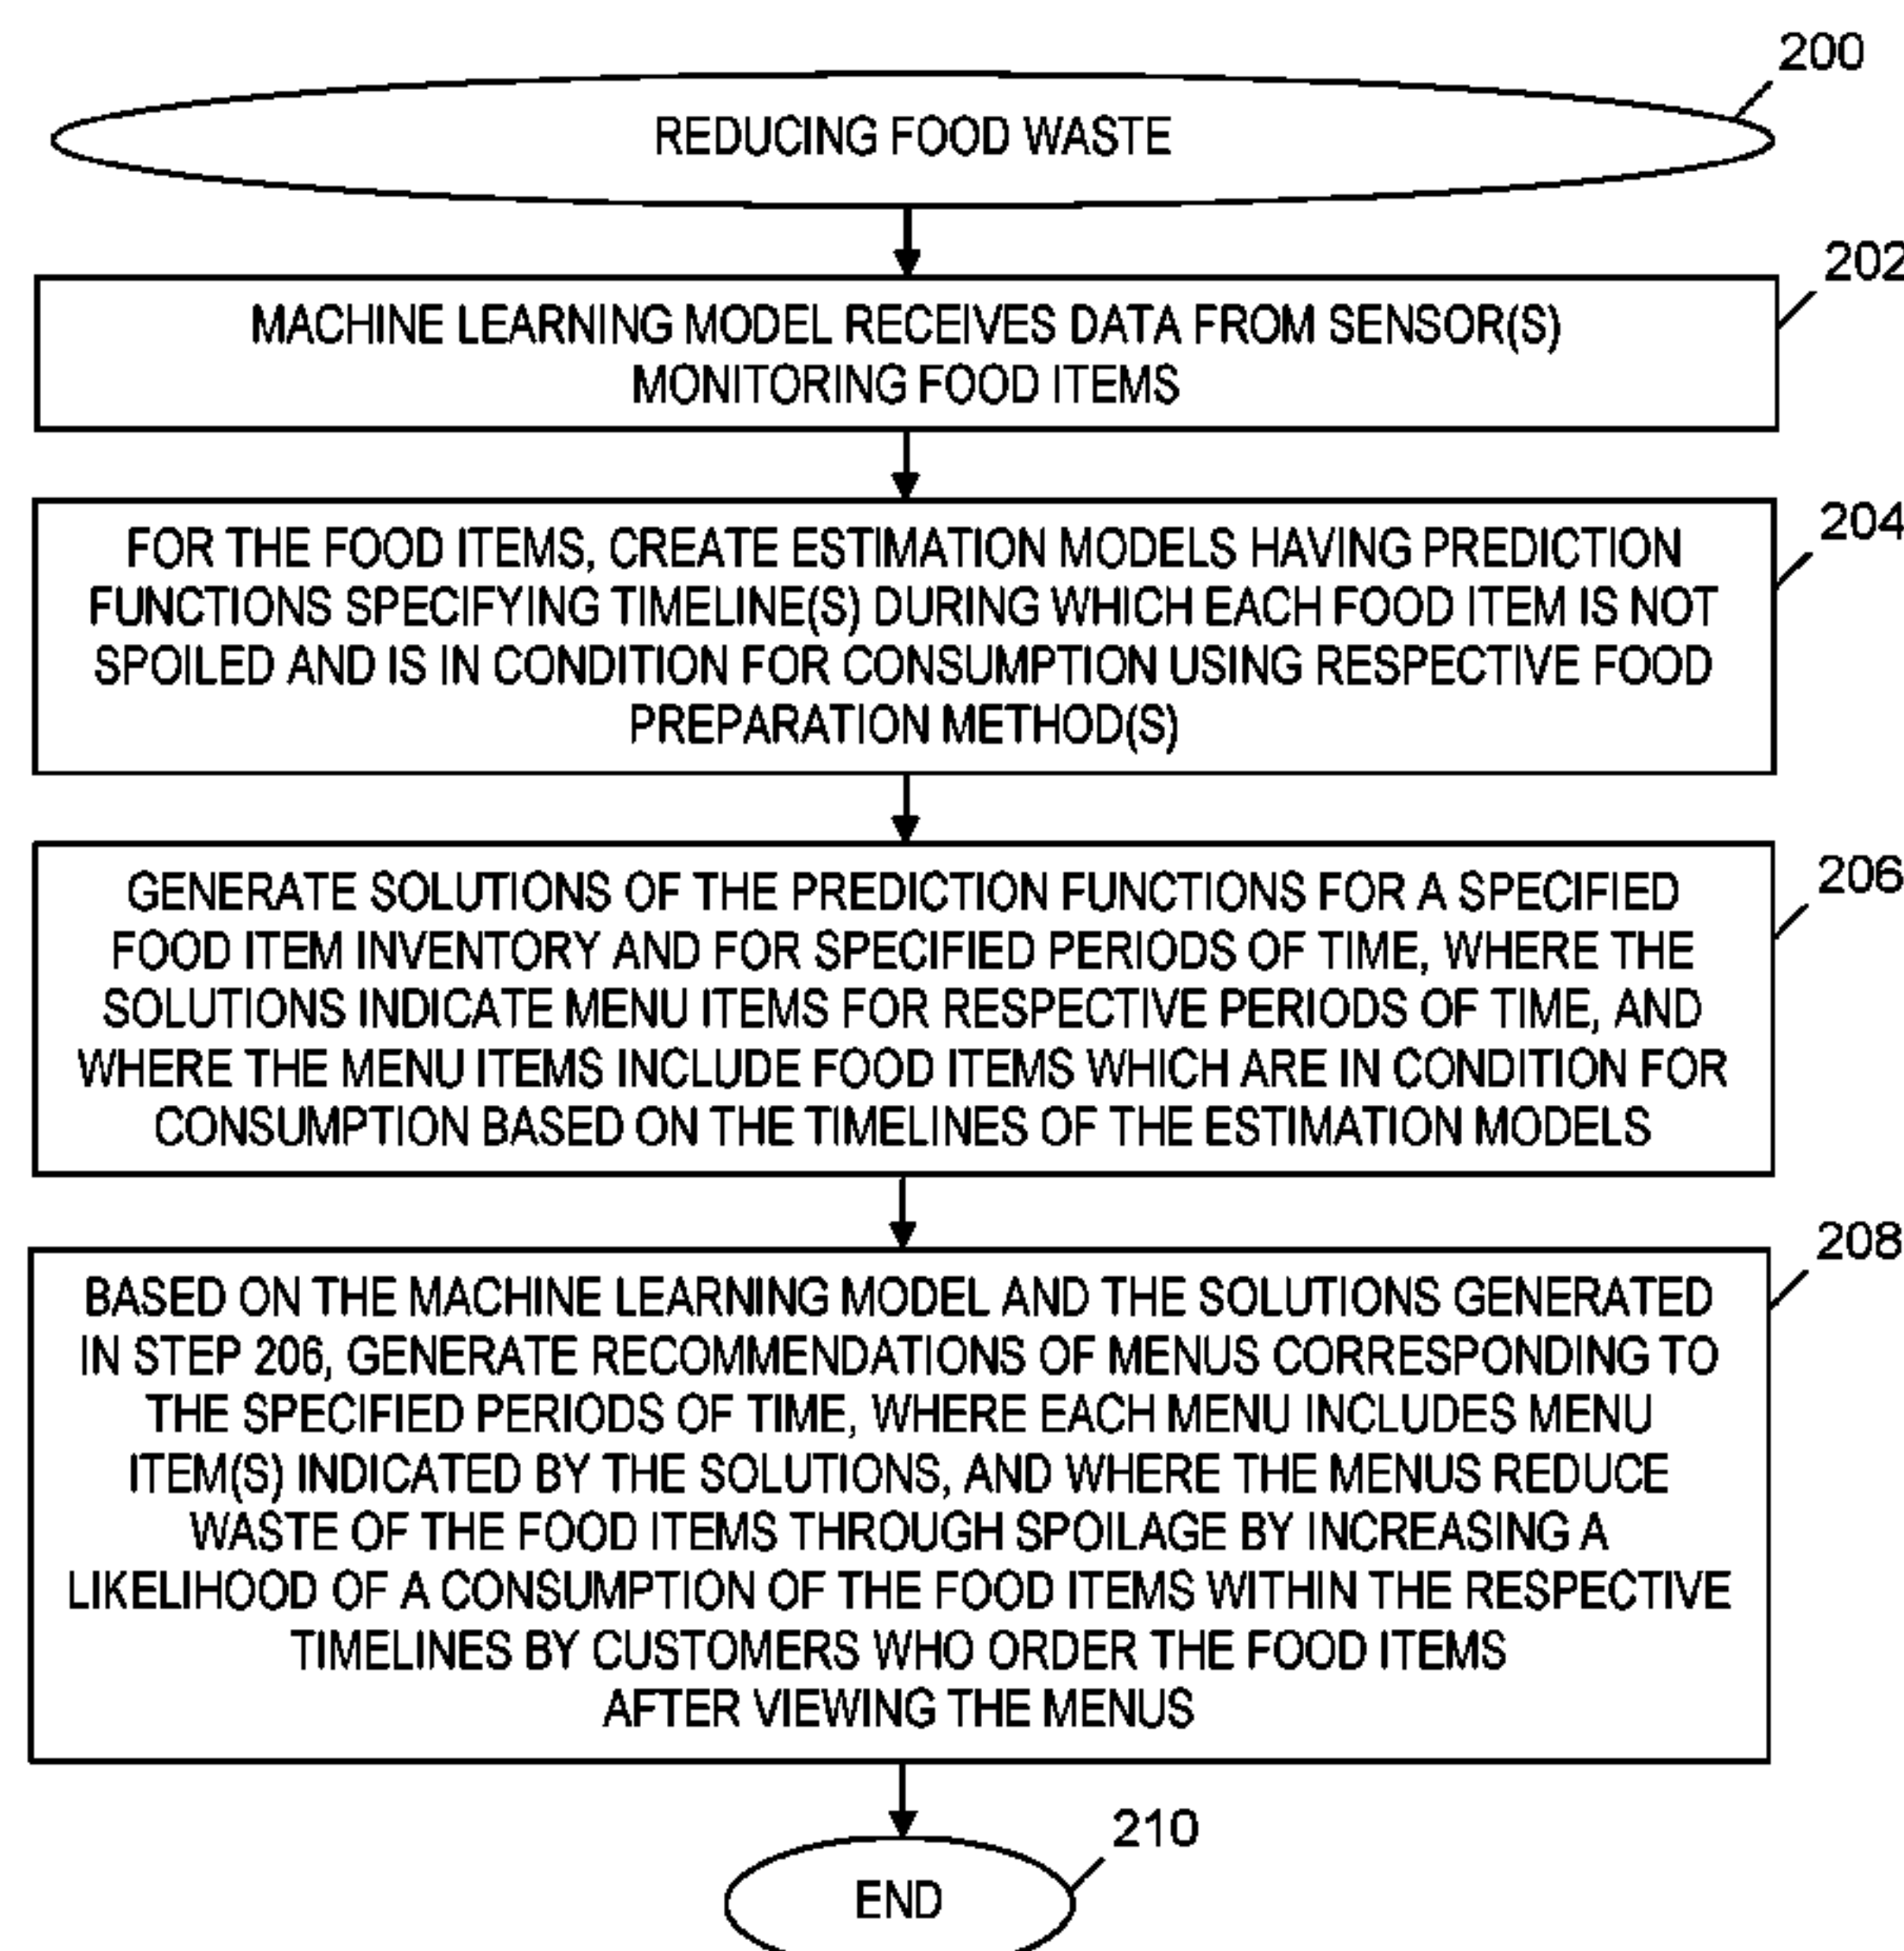 200
REDUCING FOOD WASTE
202
MACHINE LEARNING MODEL RECEIVES DATA FROM SENSOR(S)
MONITORING FOOD ITEMS
204
FOR THE FOOD ITEMS, CREATE ESTIMATION MODELS HAVING PREDICTION
FUNCTIONS SPECIFYING TIMELINE(S) DURING WHICH EACH FOOD ITEM IS NOT
SPOILED AND IS IN CONDITION FOR CONSUMPTION USING RESPECTIVE FOOD
PREPARATION METHOD(S)
206
GENERATE SOLUTIONS OF THE PREDICTION FUNCTIONS FOR A SPECIFIED
FOOD ITEM INVENTORY AND FOR SPECIFIED PERIODS OF TIME, WHERE THE
SOLUTIONS INDICATE MENU ITEMS FOR RESPECTIVE PERIODS OF TIME, AND
WHERE THE MENU ITEMS INCLUDE FOOD ITEMS WHICH ARE IN CONDITION FOR
CONSUMPTION BASED ON THE TIMELINES OF THE ESTIMATION MODELS
208
BASED ON THE MACHINE LEARNING MODEL AND THE SOLUTIONS GENERATED
IN STEP 206, GENERATE RECOMMENDATIONS OF MENUS CORRESPONDING TO
THE SPECIFIED PERIODS OF TIME, WHERE EACH MENU INCLUDES MENU
ITEM(S) INDICATED BY THE SOLUTIONS, AND WHERE THE MENUS REDUCE
WASTE OF THE FOOD ITEMS THROUGH SPOILAGE BY INCREASING A
LIKELIHOOD OF A CONSUMPTION OF THE FOOD ITEMS WITHIN THE RESPECTIVE
TIMELINES BY CUSTOMERS WHO ORDER THE FOOD ITEMS
AFTER VIEWING THE MENUS
210
END